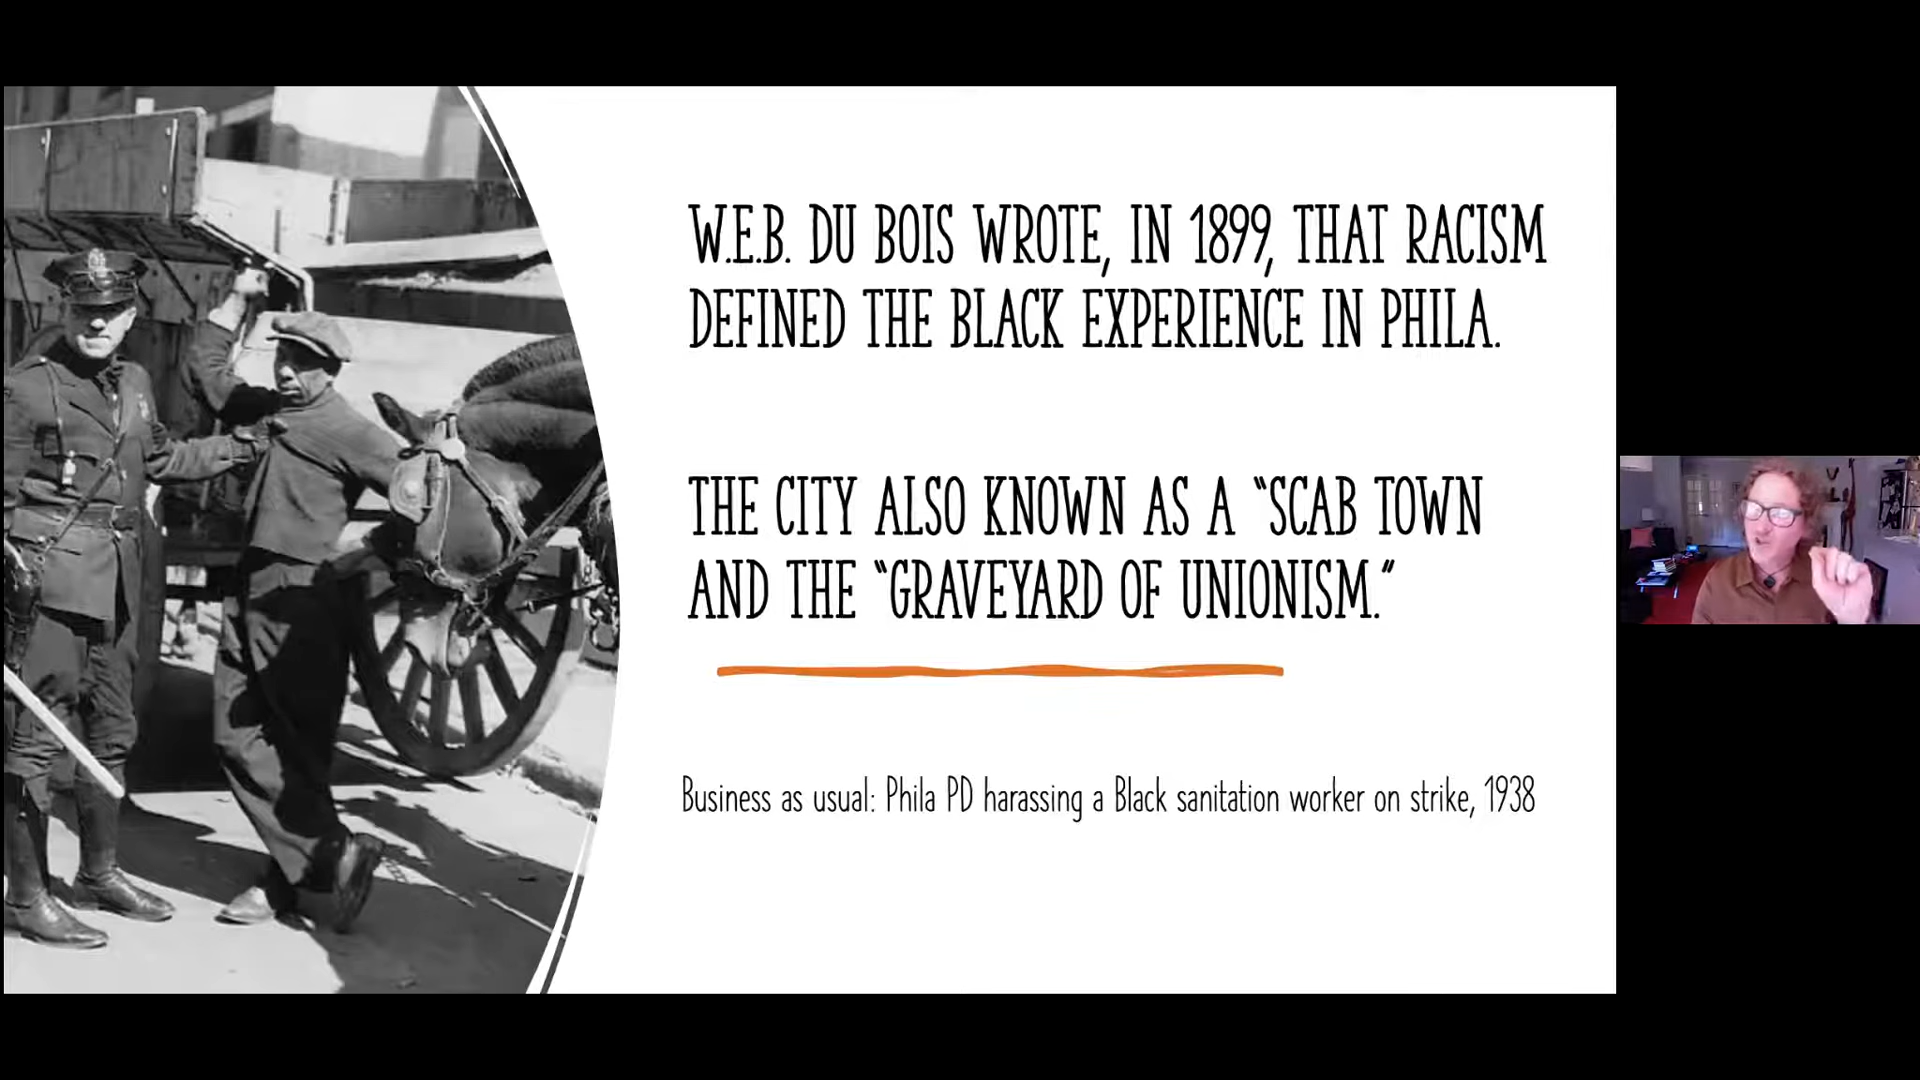 W.E.B. DU BOIS WROTE, IN 1899, THAT RACISM
DEFINED THE BLACK EXPERIENCE IN PHILA.
THE CITY ALSO KNOWN AS A “SCAB TOWN
AND THE “GRAVEYARD OF UNIONISM.”
Business as usual: Phila PD harassing a Black sanitation worker on strike, 1938